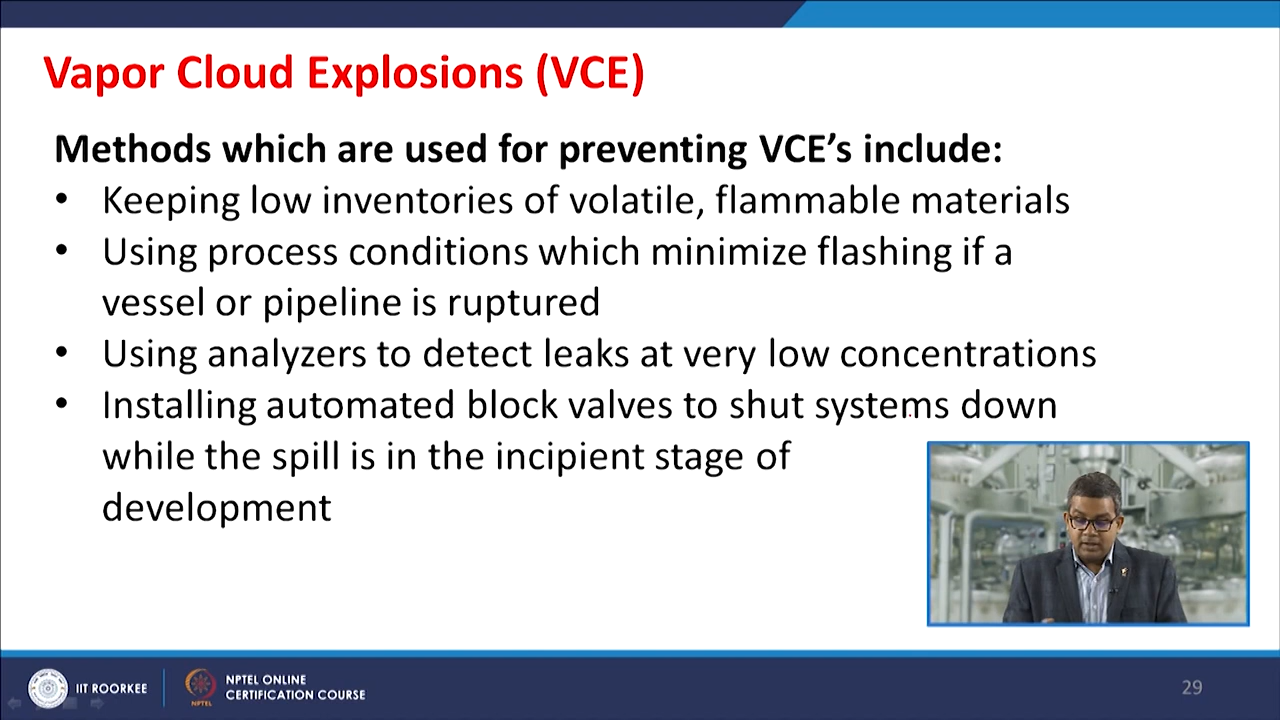 Vapor Cloud Explosions (VCE)
Methods which are used for preventing VCE’s include:
• Keeping low inventories of volatile, flammable materials
• Using process conditions which minimize flashing if a
vessel or pipeline is ruptured
• Using analyzers to detect leaks at very low concentrations
• Installing automated block valves to shut systems down
while the spill is in the incipient stage of
development
IIT ROORKEE
NPTEL
NPTEL ONLINE
CERTIFICATION COURSE
29